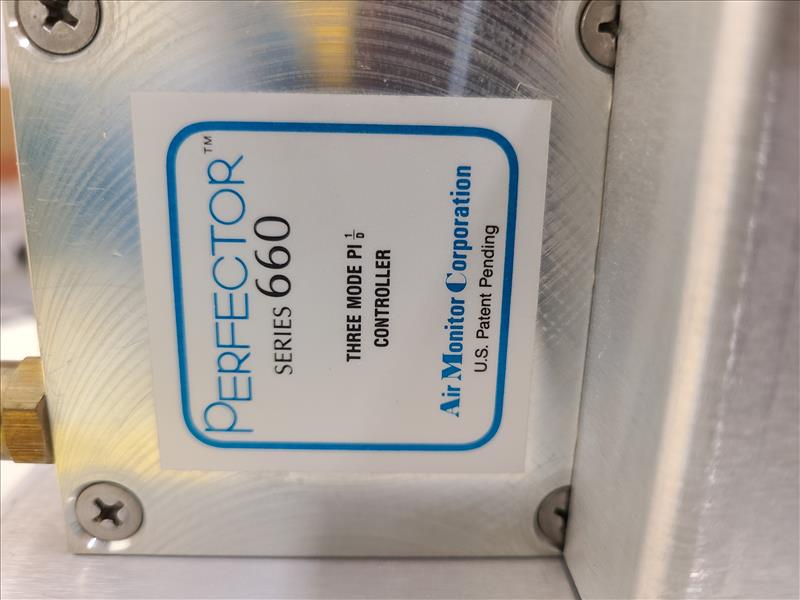 PERFECTOR™
SERIES 660
THREE MODE PI 1/D
CONTROLLER
Air Monitor Corporation
U.S. Patent Pending